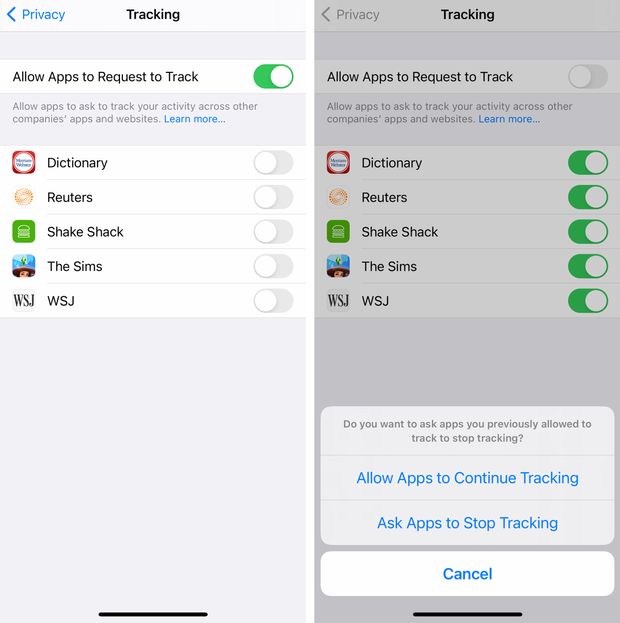 Privacy
Tracking
Allow Apps to Request to Track
Allow apps to ask to track your activity across other
companies' apps and websites. Learn more...
Merriam-
Webster
Dictionary
Reuters
Shake Shack
The Sims
WSJ
WSJ
Privacy
Tracking
Allow Apps to Request to Track
Allow apps to ask to track your activity across other
companies' apps and websites. Learn more...
Merriam-
Webster
Dictionary
Reuters
Shake Shack
The Sims
WSJ
WSJ
Do you want to ask apps you previously allowed to
track to stop tracking?
Allow Apps to Continue Tracking
Ask Apps to Stop Tracking
Cancel